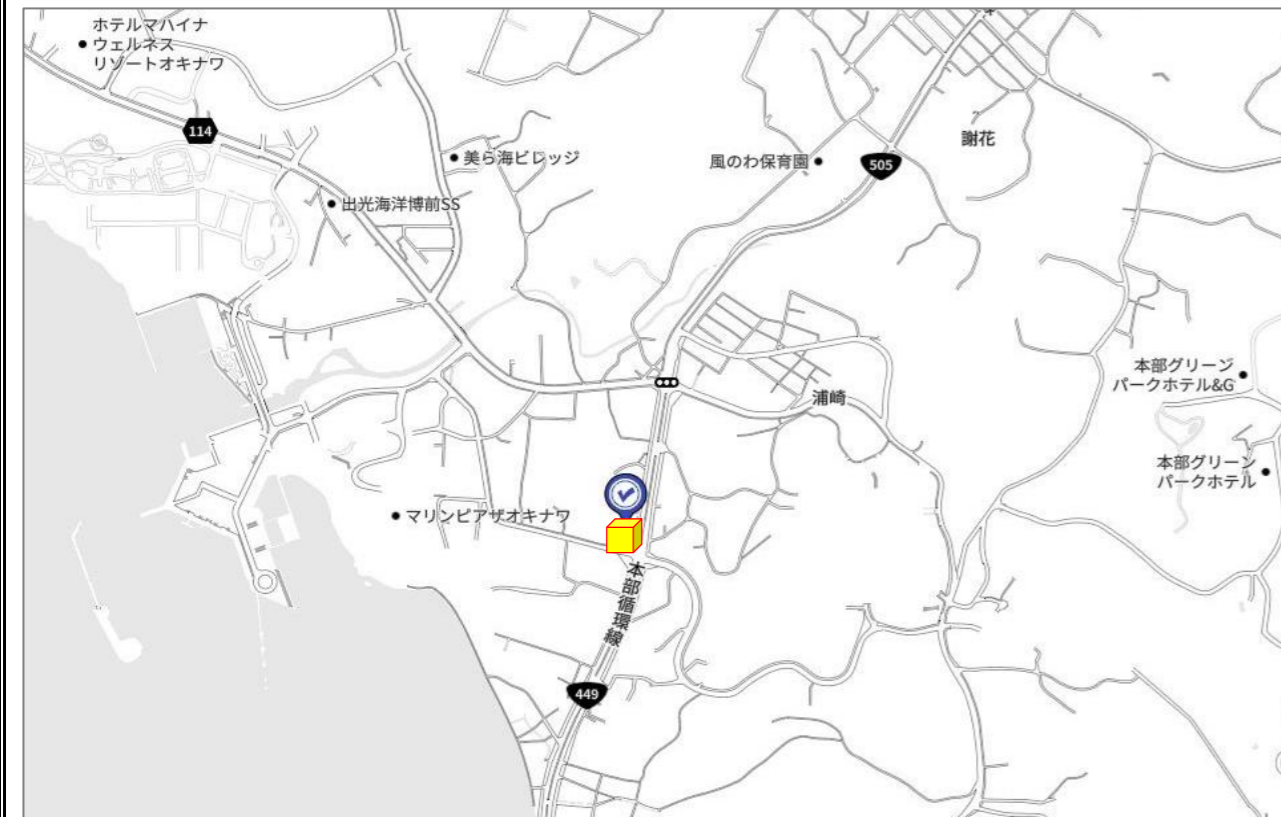 ホテルマハイナ
ウェルネス
リゾートオキナワ
114
美ら海ビレッジ
風のわ保育園
505
謝花
出光海洋博前SS
本部グリーン
パークホテル&G
浦崎
本部グリーン
パークホテル
マリンピアザオキナワ
本部循環線
449